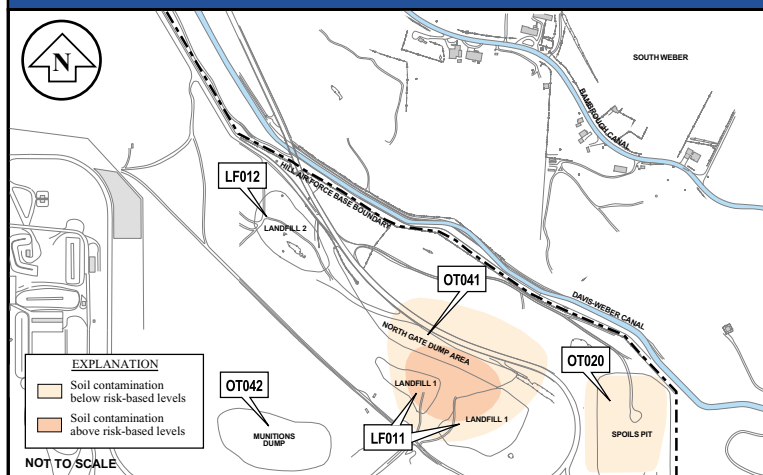 N
SOUTH WEBER
BAMBROUGH CANAL
LF012
HILL AIR FORCE BASE BOUNDARY
LANDFILL 2
OT041
DAVIS-WEBER CANAL
NORTH GATE DUMP AREA
OT020
EXPLANATION
Soil contamination
below risk-based levels
Soil contamination
above risk-based levels
OT042
LANDFILL 1
LANDFILL 1
LF011
MUNITIONS
DUMP
SPOILS PIT
NOT TO SCALE